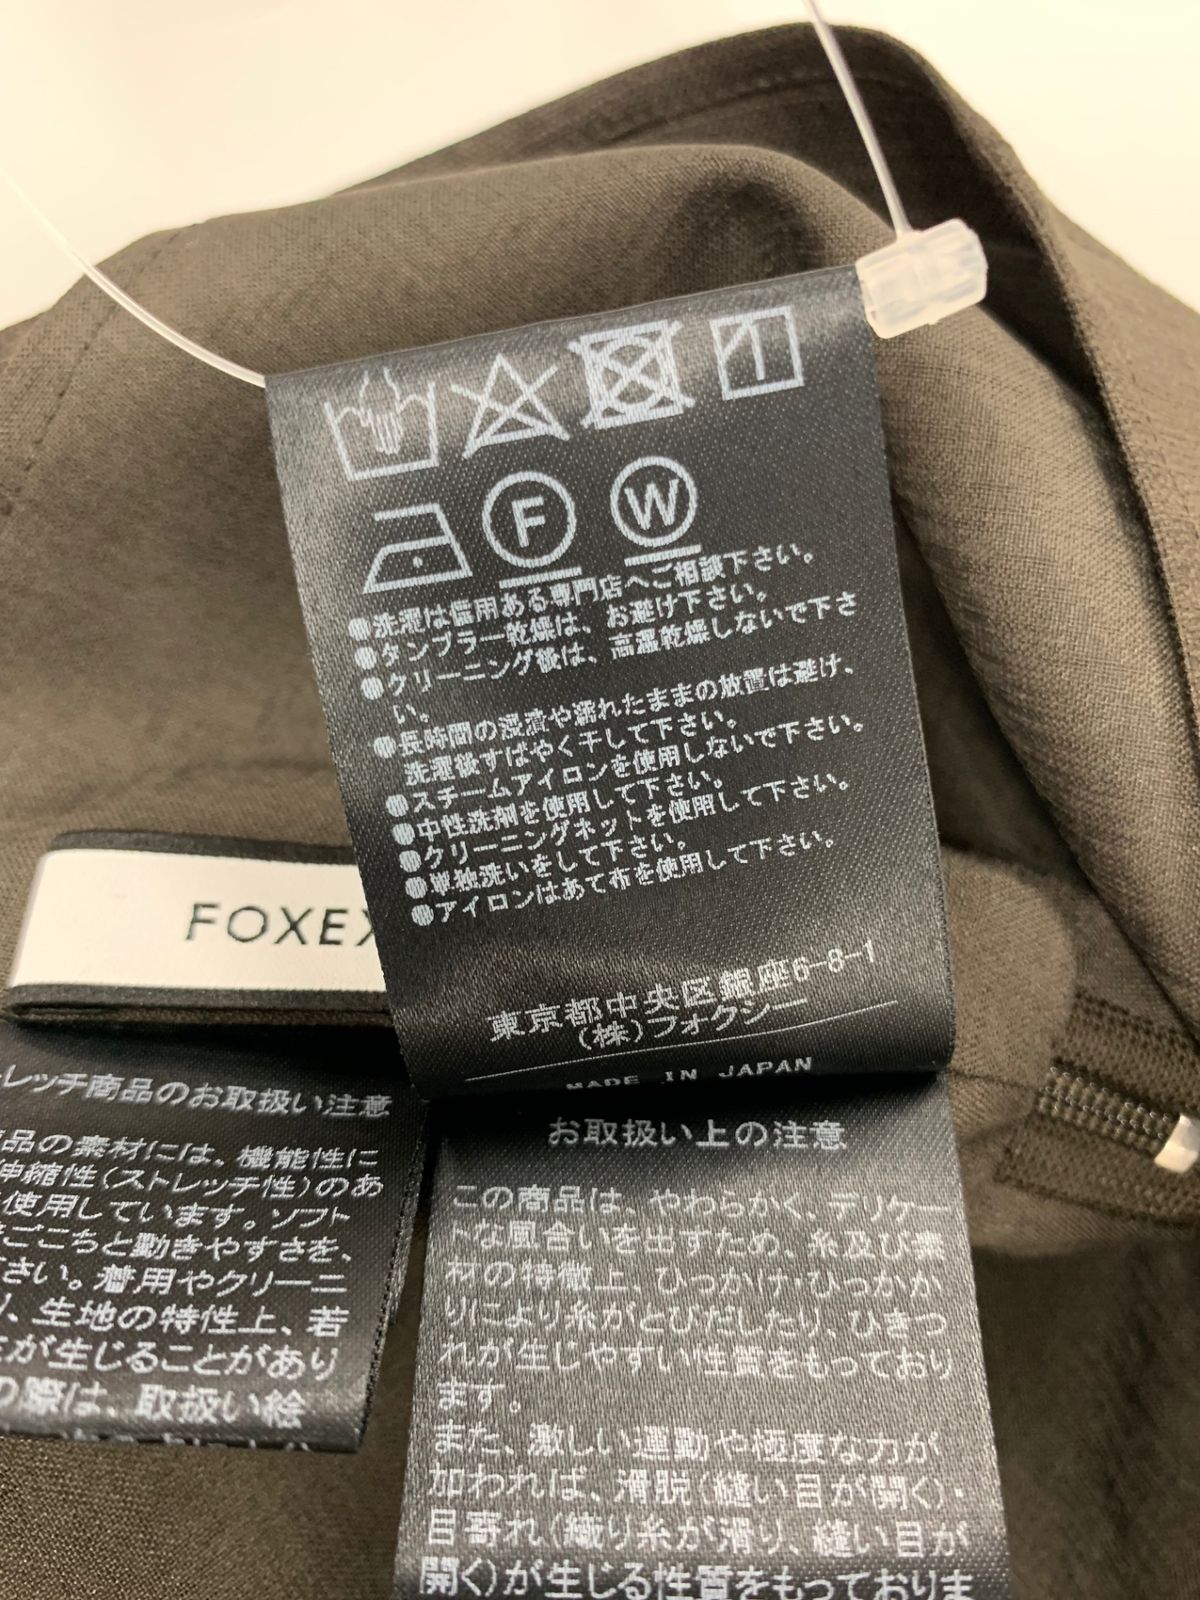 F
W
●洗濯は信用ある専門店へご相談下さい。
●タンブラー乾燥は、お避け下さい。
●クリーニング後は、高温乾燥しないで下さ
い。
●長時間の浸漬や濡れたままの放置は避け、
洗濯後すばやく干して下さい。
●スチームアイロンを使用しないで下さい。
●中性洗剤を使用して下さい。
●クリーニングネットを使用して下さい。
●単独洗いをして下さい。
●アイロンはあて布を使用して下さい。
東京都中央区銀座6-8-1
(株)フォクシー
MADE IN JAPAN
FOXEX
レッチ商品のお取扱い注意
品の素材には、機能性に
伸縮性(ストレッチ性)のあ
使用しています。ソフト
ごこちと動きやすさを、
さい。着用やクリーニ
、生地の特性上、若
が生じることがあり
の際は、取扱い絵
お取扱い上の注意
この商品は、やわらかく、デリケー
トな風合いを出すため、糸及び素
材の特徴上、ひっかけ・ひっかか
りにより糸がとびだしたり、ひきつ
れが生じやすい性質をもっており
ます。
また、激しい運動や極度な力が
加われば、滑脱(縫い目が開く)・
目寄れ(織り糸が滑り、縫い目が
開く)が生じる性質をもっておりま